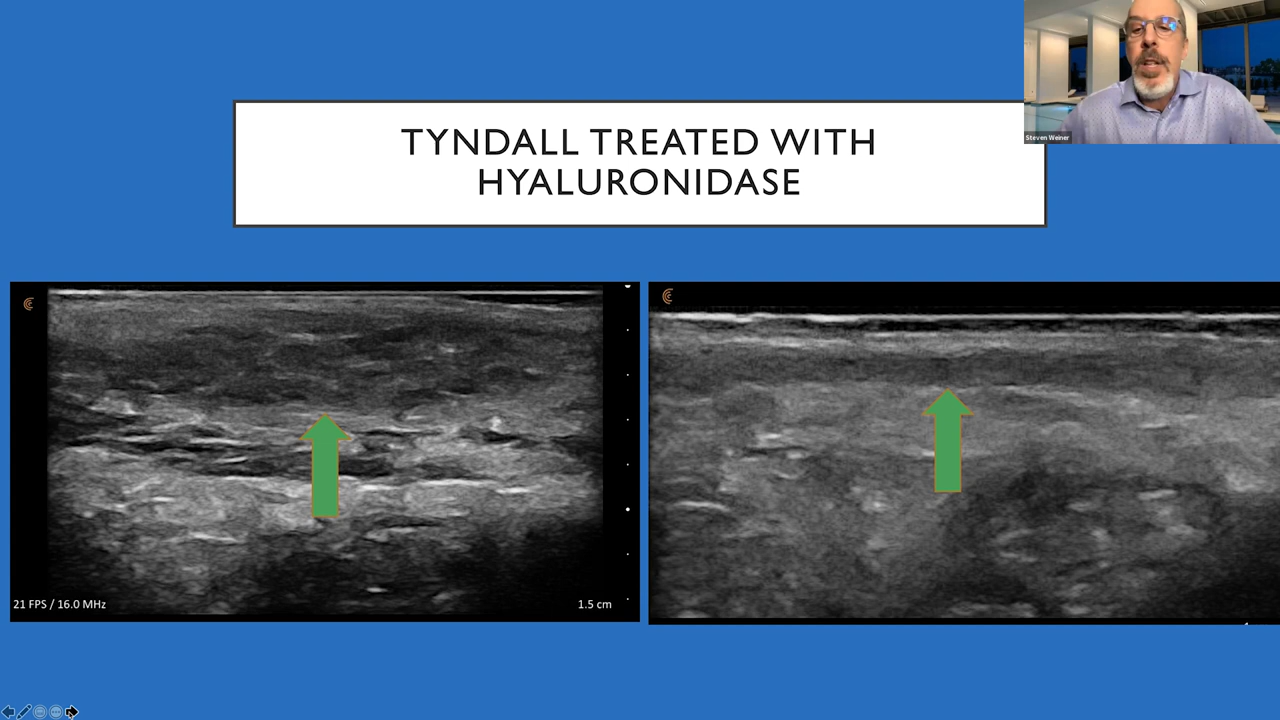 TYNDALL TREATED WITH
HYALURONIDASE
Steven Weiner
21 FPS / 16.0 MHz
1.5 cm